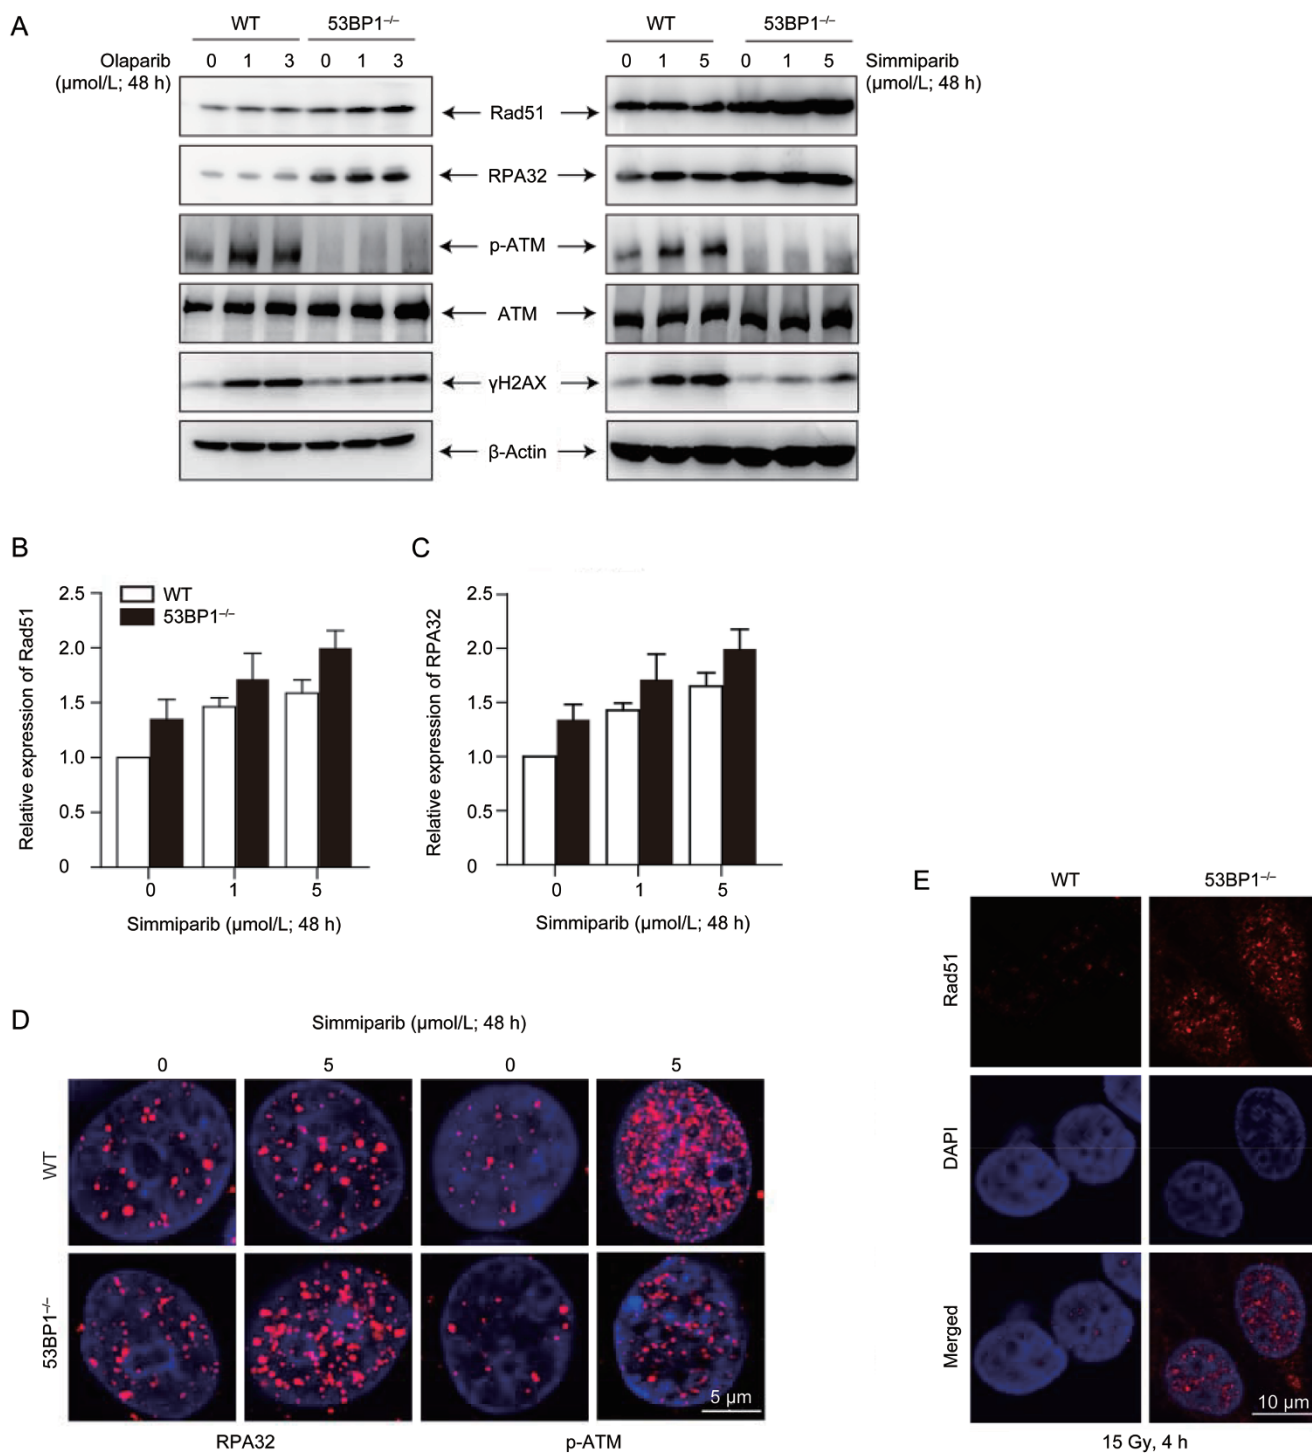 A
WT 53BP1–/– WT 53BP1–/–
Olaparib 0 1 3 0 1 3 0 1 5 0 1 5 Simmiparib
(μmol/L; 48 h) (μmol/L; 48 h)
Rad51
RPA32
p-ATM
ATM
γH2AX
β-Actin
B
Relative expression of Rad51
2.5
2.0
1.5
1.0
0.5
0
WT
53BP1–/–
0 1 5
Simmiparib (μmol/L; 48 h)
C
Relative expression of RPA32
2.5
2.0
1.5
1.0
0.5
0
0 1 5
Simmiparib (μmol/L; 48 h)
D
Simmiparib (μmol/L; 48 h)
0 5 0 5
WT
53BP1–/–
5 μm
RPA32 p-ATM
E
WT 53BP1–/–
Rad51
DAPI
Merged
10 μm
15 Gy, 4 h